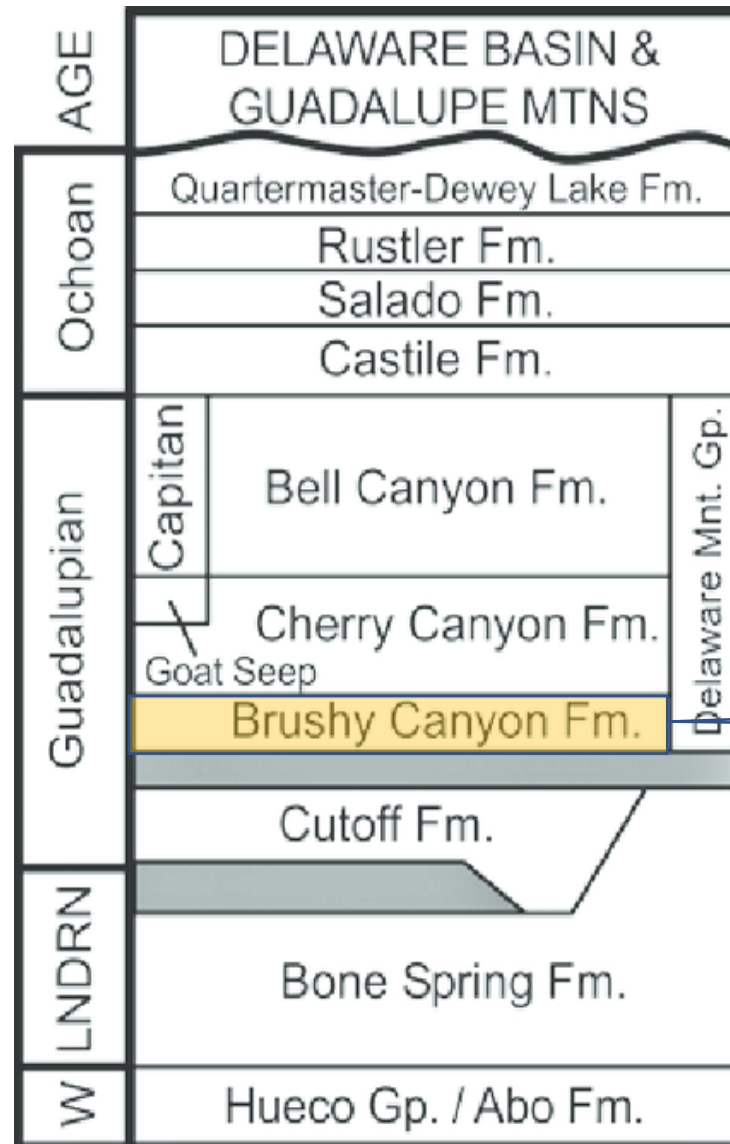 AGE
DELAWARE BASIN &
GUADALUPE MTNS
Ochoan
Quartermaster-Dewey Lake Fm.
Rustler Fm.
Salado Fm.
Castile Fm.
Guadalupian
Capitan
Bell Canyon Fm.
Delaware Mnt. Gp.
Cherry Canyon Fm.
Goat Seep
Brushy Canyon Fm.
Cutoff Fm.
LNDRN
Bone Spring Fm.
W
Hueco Gp. / Abo Fm.